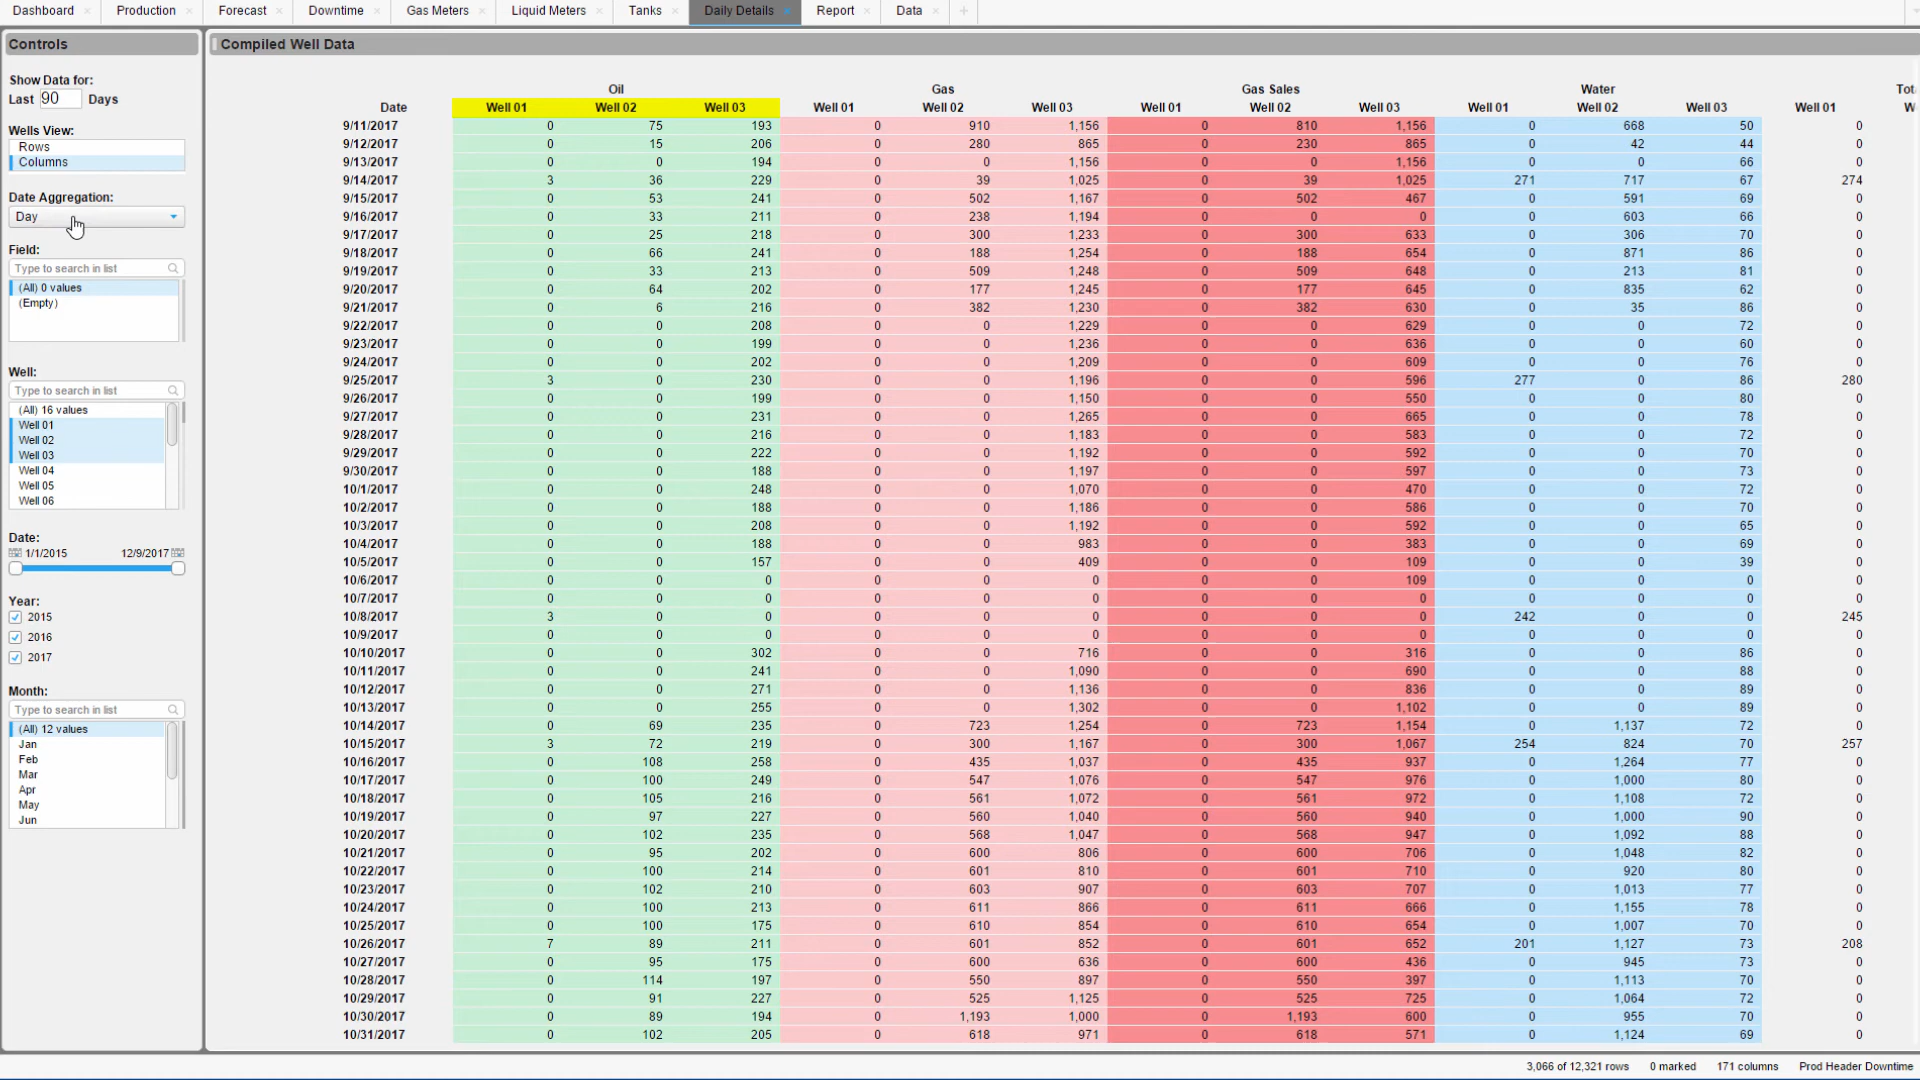 Dashboard Production Forecast Downtime Gas Meters Liquid Meters Tanks Daily Details Report Data
Controls
Show Data for:
Last 90 Days
Wells View:
Rows
Columns
Date Aggregation:
Day
Field:
Type to search in list
(All) 0 values
(Empty)
Well:
Type to search in list
(All) 16 values
Well 01
Well 02
Well 03
Well 04
Well 05
Well 06
Date:
1/1/2015 12/9/2017
Year:
2015
2016
2017
Month:
Type to search in list
(All) 12 values
Jan
Feb
Mar
Apr
May
Jun
Compiled Well Data
Oil Gas Gas Sales Water Tot
Date Well 01 Well 02 Well 03 Well 01 Well 02 Well 03 Well 01 Well 02 Well 03 Well 01 Well 02 Well 03 Well 01 W
9/11/2017 0 75 193 0 910 1,156 0 810 1,156 0 668 50 0
9/12/2017 0 15 206 0 280 865 0 230 865 0 42 44 0
9/13/2017 0 0 194 0 0 1,156 0 0 1,156 0 0 66 0
9/14/2017 3 36 229 0 39 1,025 0 39 1,025 271 717 67 274
9/15/2017 0 53 241 0 502 1,167 0 502 467 0 591 69 0
9/16/2017 0 33 211 0 238 1,194 0 0 0 0 603 66 0
9/17/2017 0 25 218 0 300 1,233 0 300 633 0 306 70 0
9/18/2017 0 66 241 0 188 1,254 0 188 654 0 871 86 0
9/19/2017 0 33 213 0 509 1,248 0 509 648 0 213 81 0
9/20/2017 0 64 202 0 177 1,245 0 177 645 0 835 62 0
9/21/2017 0 6 216 0 382 1,230 0 382 630 0 35 86 0
9/22/2017 0 0 208 0 0 1,229 0 0 629 0 0 72 0
9/23/2017 0 0 199 0 0 1,236 0 0 636 0 0 60 0
9/24/2017 0 0 202 0 0 1,209 0 0 609 0 0 76 0
9/25/2017 3 0 230 0 0 1,196 0 0 596 277 0 86 280
9/26/2017 0 0 199 0 0 1,150 0 0 550 0 0 80 0
9/27/2017 0 0 231 0 0 1,265 0 0 665 0 0 78 0
9/28/2017 0 0 216 0 0 1,183 0 0 583 0 0 72 0
9/29/2017 0 0 222 0 0 1,192 0 0 592 0 0 70 0
9/30/2017 0 0 188 0 0 1,197 0 0 597 0 0 73 0
10/1/2017 0 0 248 0 0 1,070 0 0 470 0 0 72 0
10/2/2017 0 0 188 0 0 1,186 0 0 586 0 0 70 0
10/3/2017 0 0 208 0 0 1,192 0 0 592 0 0 65 0
10/4/2017 0 0 188 0 0 983 0 0 383 0 0 69 0
10/5/2017 0 0 157 0 0 409 0 0 109 0 0 39 0
10/6/2017 0 0 0 0 0 0 0 0 109 0 0 0 0
10/7/2017 0 0 0 0 0 0 0 0 0 0 0 0 0
10/8/2017 3 0 0 0 0 0 0 0 0 242 0 0 245
10/9/2017 0 0 0 0 0 0 0 0 0 0 0 0 0
10/10/2017 0 0 302 0 0 716 0 0 316 0 0 86 0
10/11/2017 0 0 241 0 0 1,090 0 0 690 0 0 88 0
10/12/2017 0 0 271 0 0 1,136 0 0 836 0 0 89 0
10/13/2017 0 0 255 0 0 1,302 0 0 1,102 0 0 89 0
10/14/2017 0 69 235 0 723 1,254 0 723 1,154 0 1,137 72 0
10/15/2017 3 72 219 0 300 1,167 0 300 1,067 254 824 70 257
10/16/2017 0 108 258 0 435 1,037 0 435 937 0 1,264 77 0
10/17/2017 0 100 249 0 547 1,076 0 547 976 0 1,000 80 0
10/18/2017 0 105 216 0 561 1,072 0 561 972 0 1,108 72 0
10/19/2017 0 97 227 0 560 1,040 0 560 940 0 1,000 90 0
10/20/2017 0 102 235 0 568 1,047 0 568 947 0 1,092 88 0
10/21/2017 0 95 202 0 600 806 0 600 706 0 1,048 82 0
10/22/2017 0 100 214 0 601 810 0 601 710 0 920 80 0
10/23/2017 0 102 210 0 603 907 0 603 707 0 1,013 77 0
10/24/2017 0 100 213 0 611 866 0 611 666 0 1,155 78 0
10/25/2017 0 100 175 0 610 854 0 610 654 0 1,007 70 0
10/26/2017 7 89 211 0 601 852 0 601 652 201 1,127 73 208
10/27/2017 0 95 175 0 600 636 0 600 436 0 945 73 0
10/28/2017 0 114 197 0 550 897 0 550 397 0 1,113 70 0
10/29/2017 0 91 227 0 525 1,125 0 525 725 0 1,064 72 0
10/30/2017 0 89 194 0 1,193 1,000 0 1,193 600 0 955 70 0
10/31/2017 0 102 205 0 618 971 0 618 571 0 1,124 69 0
3,066 of 12,321 rows 0 marked 171 columns Prod Header Downtime